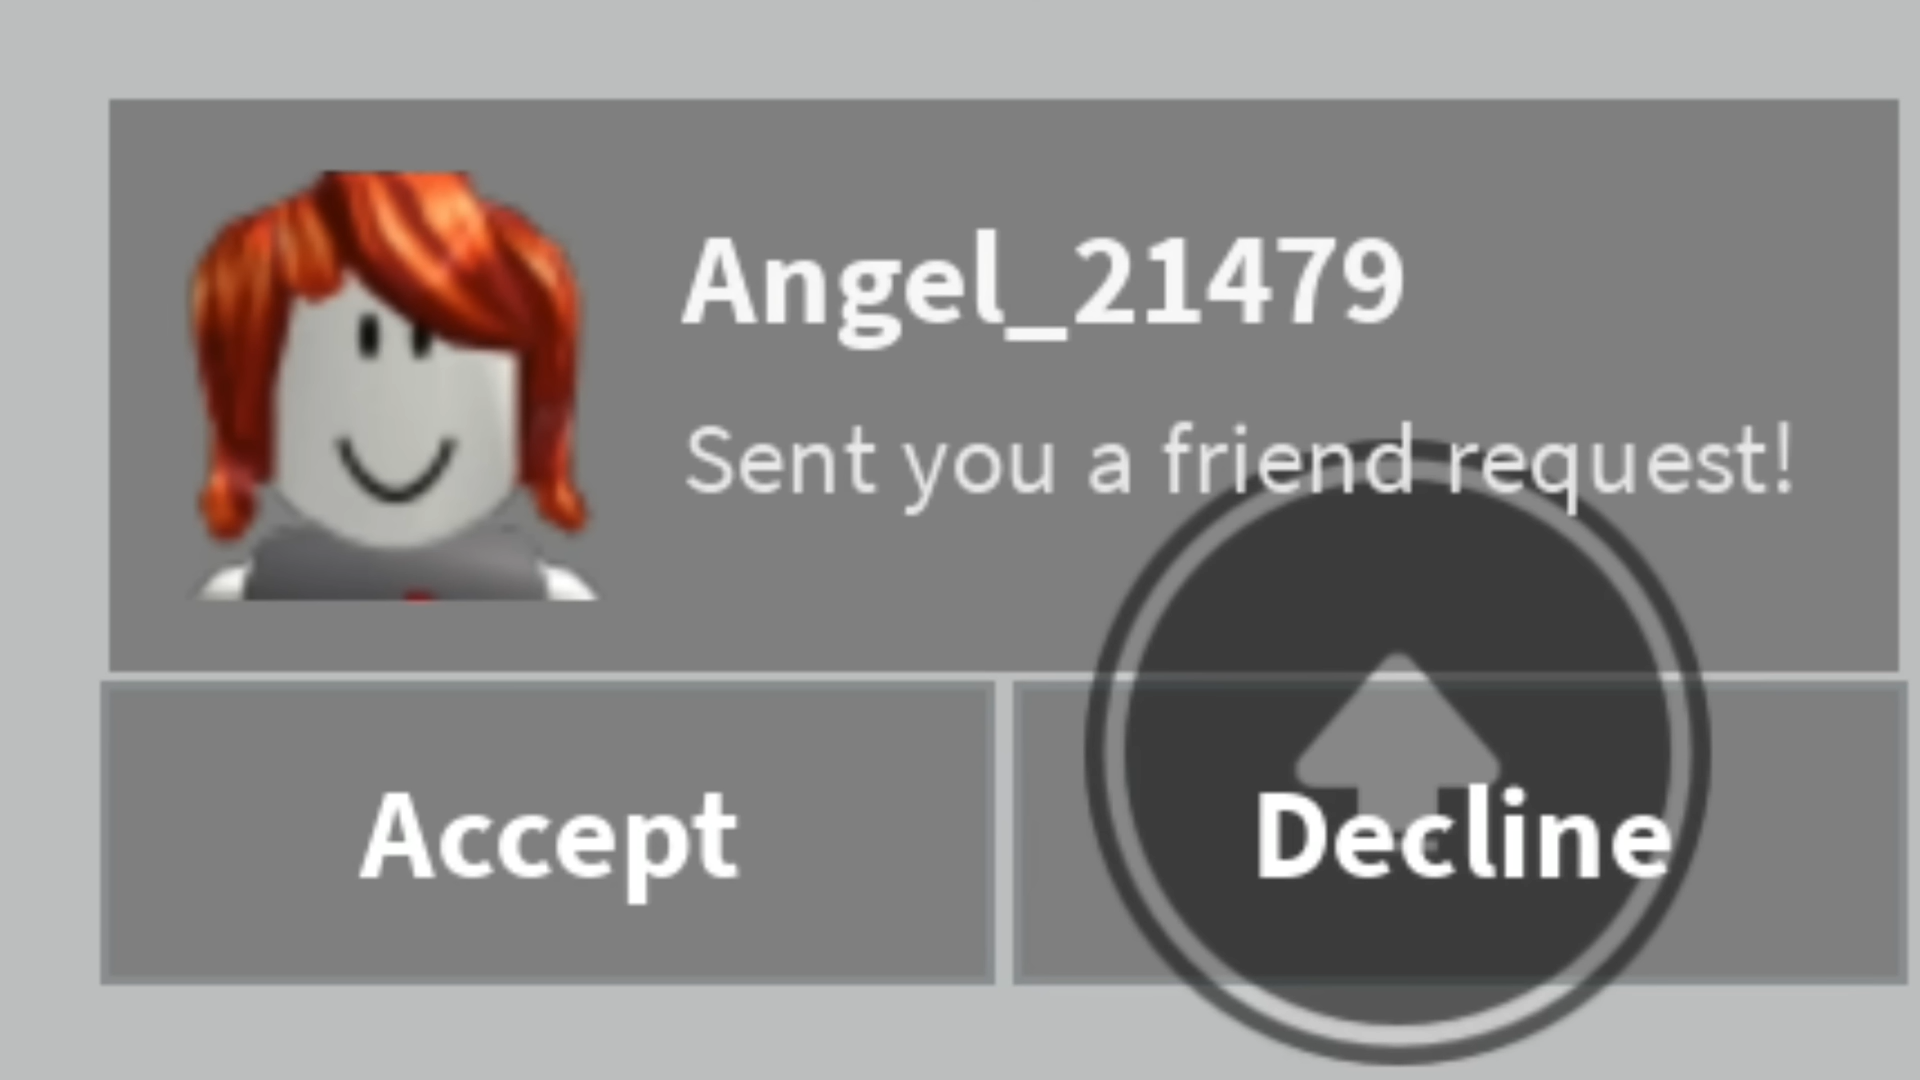 Angel_21479
Sent you a friend request!
Accept
Decline